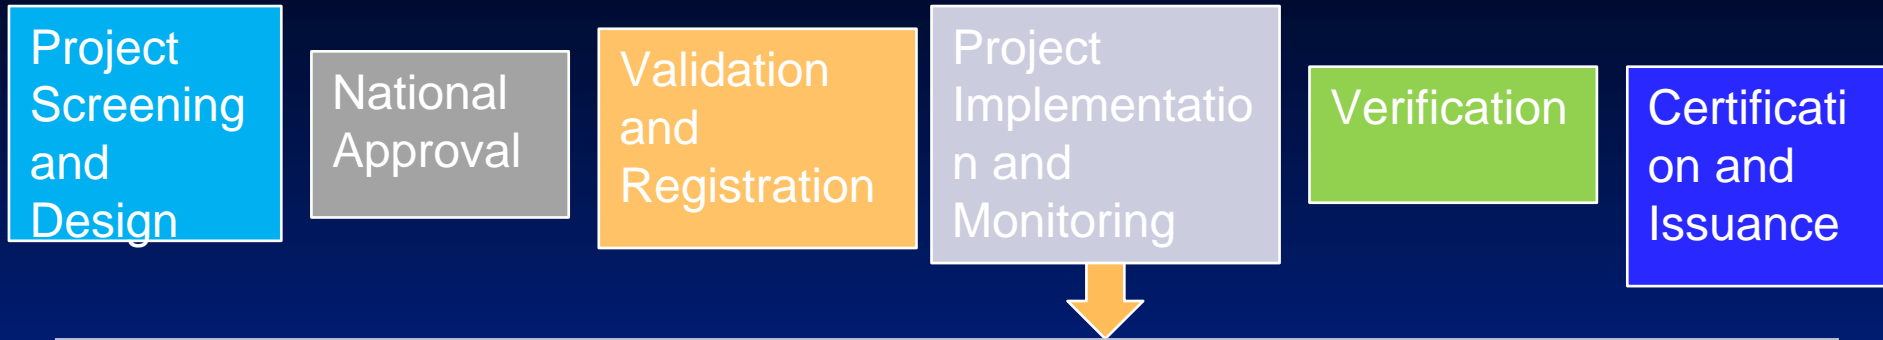 Project
Screening
and
Design
National
Approval
Validation
and
Registration
Project
Implementatio
n and
Monitoring
Verification
Certificati
on and
Issuance